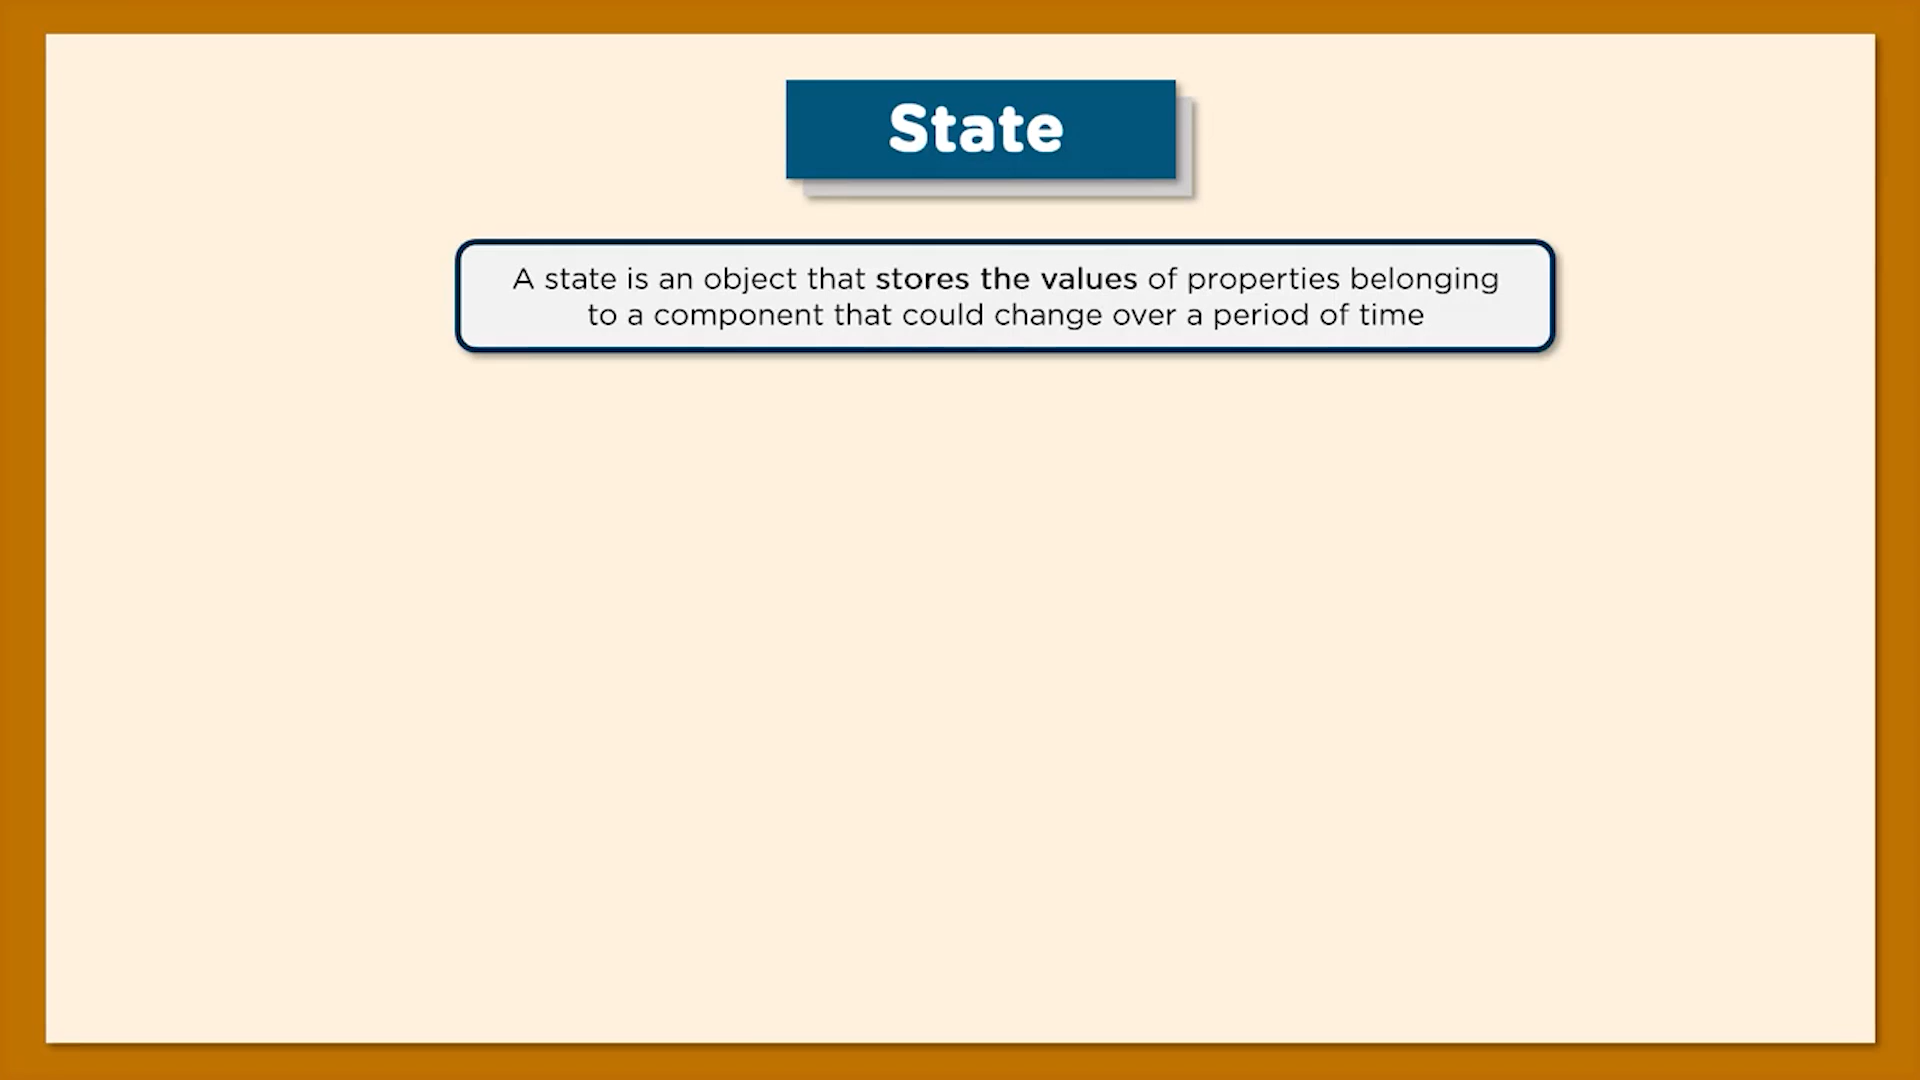 State
A state is an object that stores the values of properties belonging
to a component that could change over a period of time